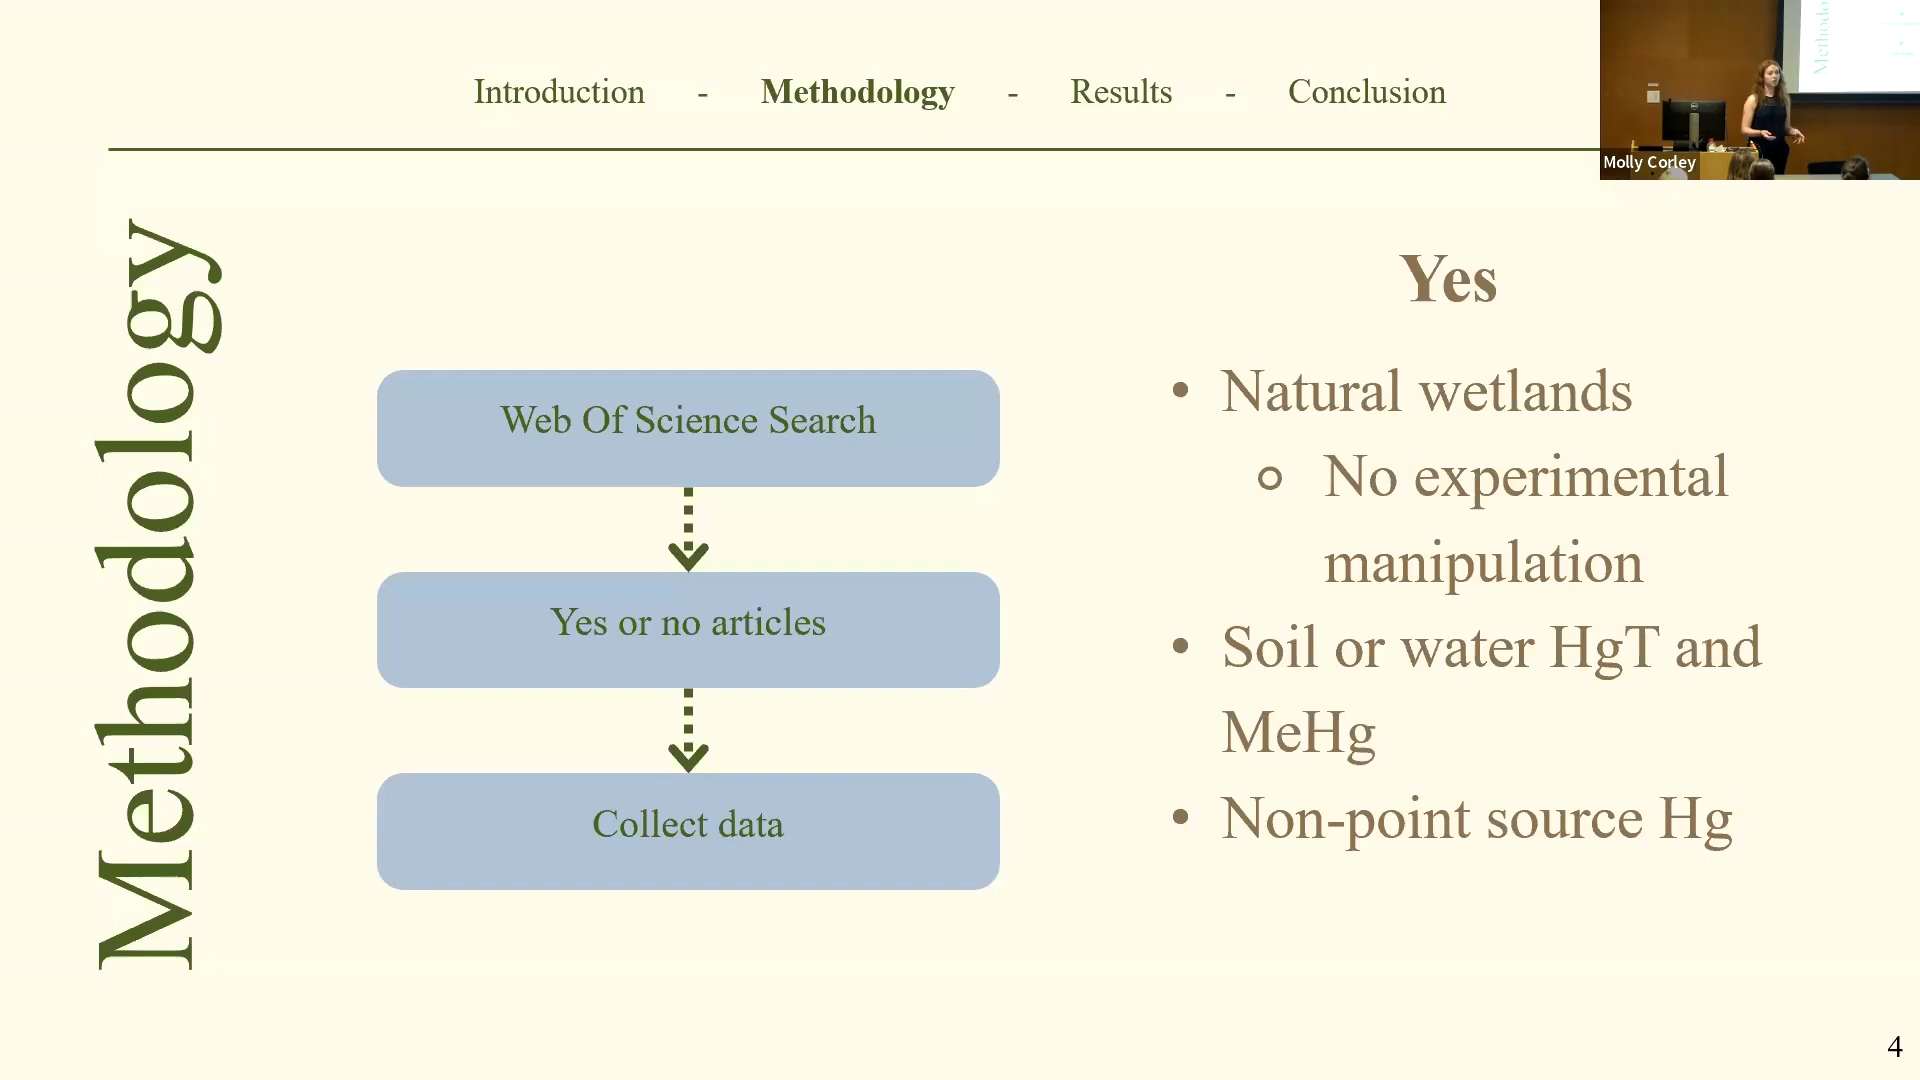 Introduction - Methodology - Results - Conclusion
Molly Corley
Methodo
Methodology
Web Of Science Search
Yes or no articles
Collect data
Yes
• Natural wetlands
○ No experimental
manipulation
• Soil or water HgT and
MeHg
• Non-point source Hg
4